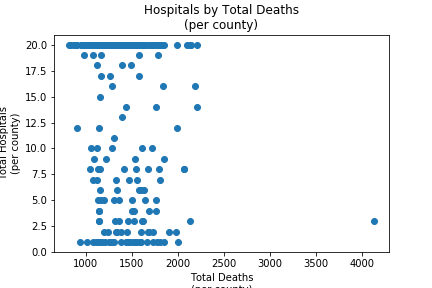 Hospitals by Total Deaths
(per county)
20.0
17.5
15.0
12.5
10.0
7.5
5.0
2.5
0.0
Total Hospitals
(per county)
1000 1500 2000 2500 3000 3500 4000
Total Deaths
(per county)